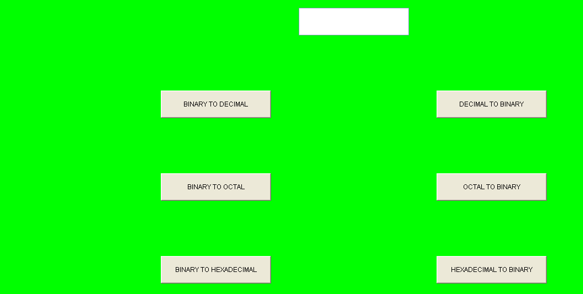 BINARY TO DECIMAL
DECIMAL TO BINARY
BINARY TO OCTAL
OCTAL TO BINARY
BINARY TO HEXADECIMAL
HEXADECIMAL TO BINARY